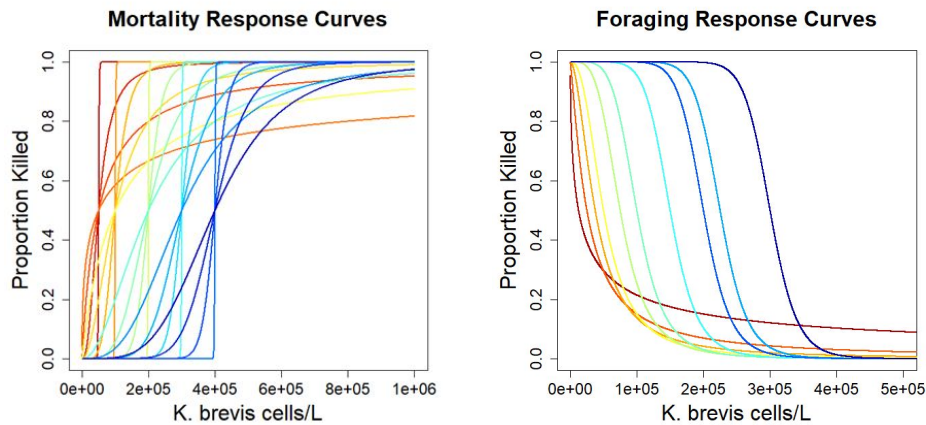 Mortality Response Curves
Proportion Killed
1.0
0.8
0.6
0.4
0.2
0.0
0e+00 2e+05 4e+05 6e+05 8e+05 1e+06
K. brevis cells/L
Foraging Response Curves
Proportion Killed
1.0
0.8
0.6
0.4
0.2
0.0
0e+00 1e+05 2e+05 3e+05 4e+05 5e+05
K. brevis cells/L